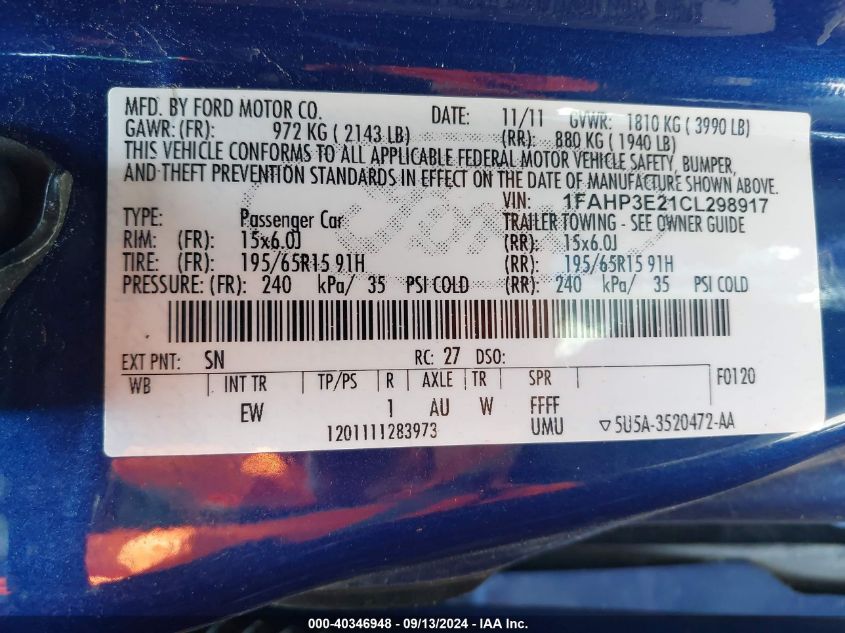 MFD. BY FORD MOTOR CO. DATE: 11/11 GVWR: 1810 KG ( 3990 LB)
GAWR:(FR): 972 KG ( 2143 LB) (RR): 880 KG ( 1940 LB)
THIS VEHICLE CONFORMS TO ALL APPLICABLE FEDERAL MOTOR VEHICLE SAFETY, BUMPER,
AND THEFT PREVENTION STANDARDS IN EFFECT ON THE DATE OF MANUFACTURE SHOWN ABOVE.
VIN: 1FAHP3E21CL298917
TYPE: Passenger Car TRAILER TOWING - SEE OWNER GUIDE
RIM: (FR): 15x6.0J (RR): 15x6.0J
TIRE: (FR): 195/65R15 91H (RR): 195/65R15 91H
PRESSURE: (FR): 240 kPa/ 35 PSI COLD (RR): 240 kPa/ 35 PSI COLD
EXT PNT: SN RC: 27 DSO:
WB INT TR TP/PS R AXLE TR SPR F0120
EW 1 AU W FFFF
1201111283973 UMU ▽5U5A-3520472-AA
000-40346948 - 09/13/2024 - IAA Inc.